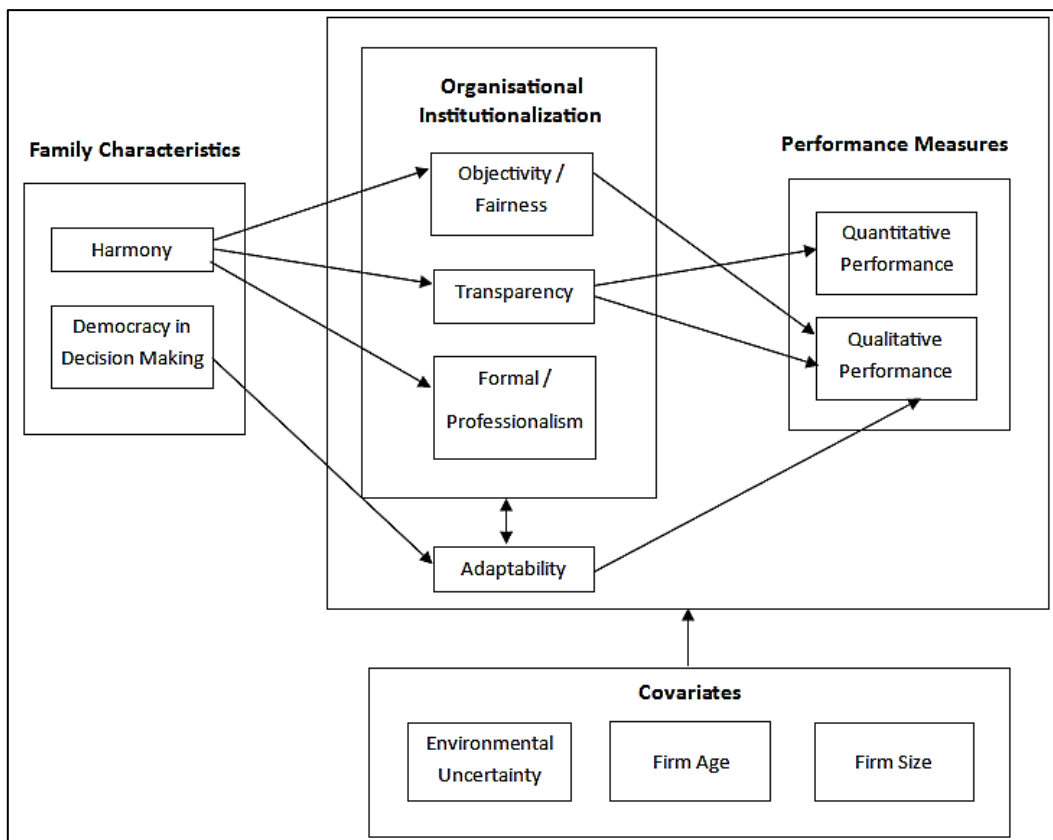 Family Characteristics
Harmony
Democracy in
Decision Making
Organisational
Institutionalization
Objectivity /
Fairness
Transparency
Formal /
Professionalism
Adaptability
Performance Measures
Quantitative
Performance
Qualitative
Performance
Covariates
Environmental
Uncertainty
Firm Age
Firm Size